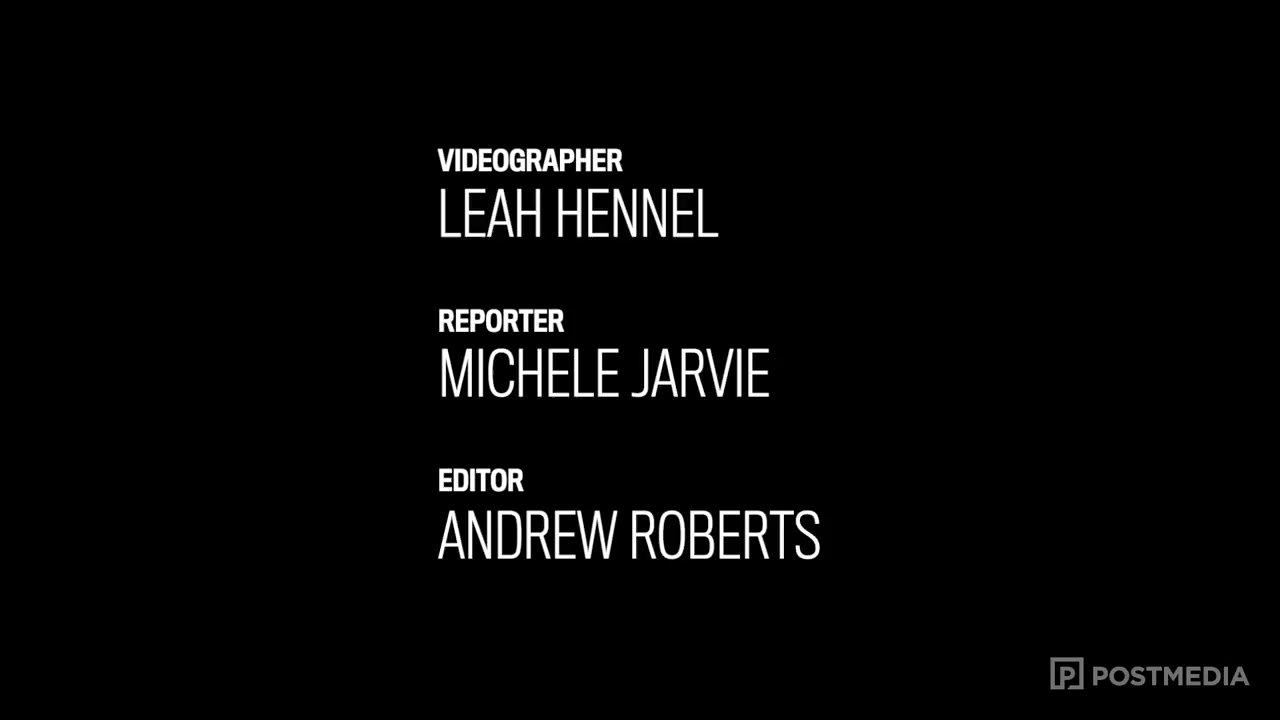 VIDEOGRAPHER
LEAH HENNEL
REPORTER
MICHELE JARVIE
EDITOR
ANDREW ROBERTS
P POSTMEDIA